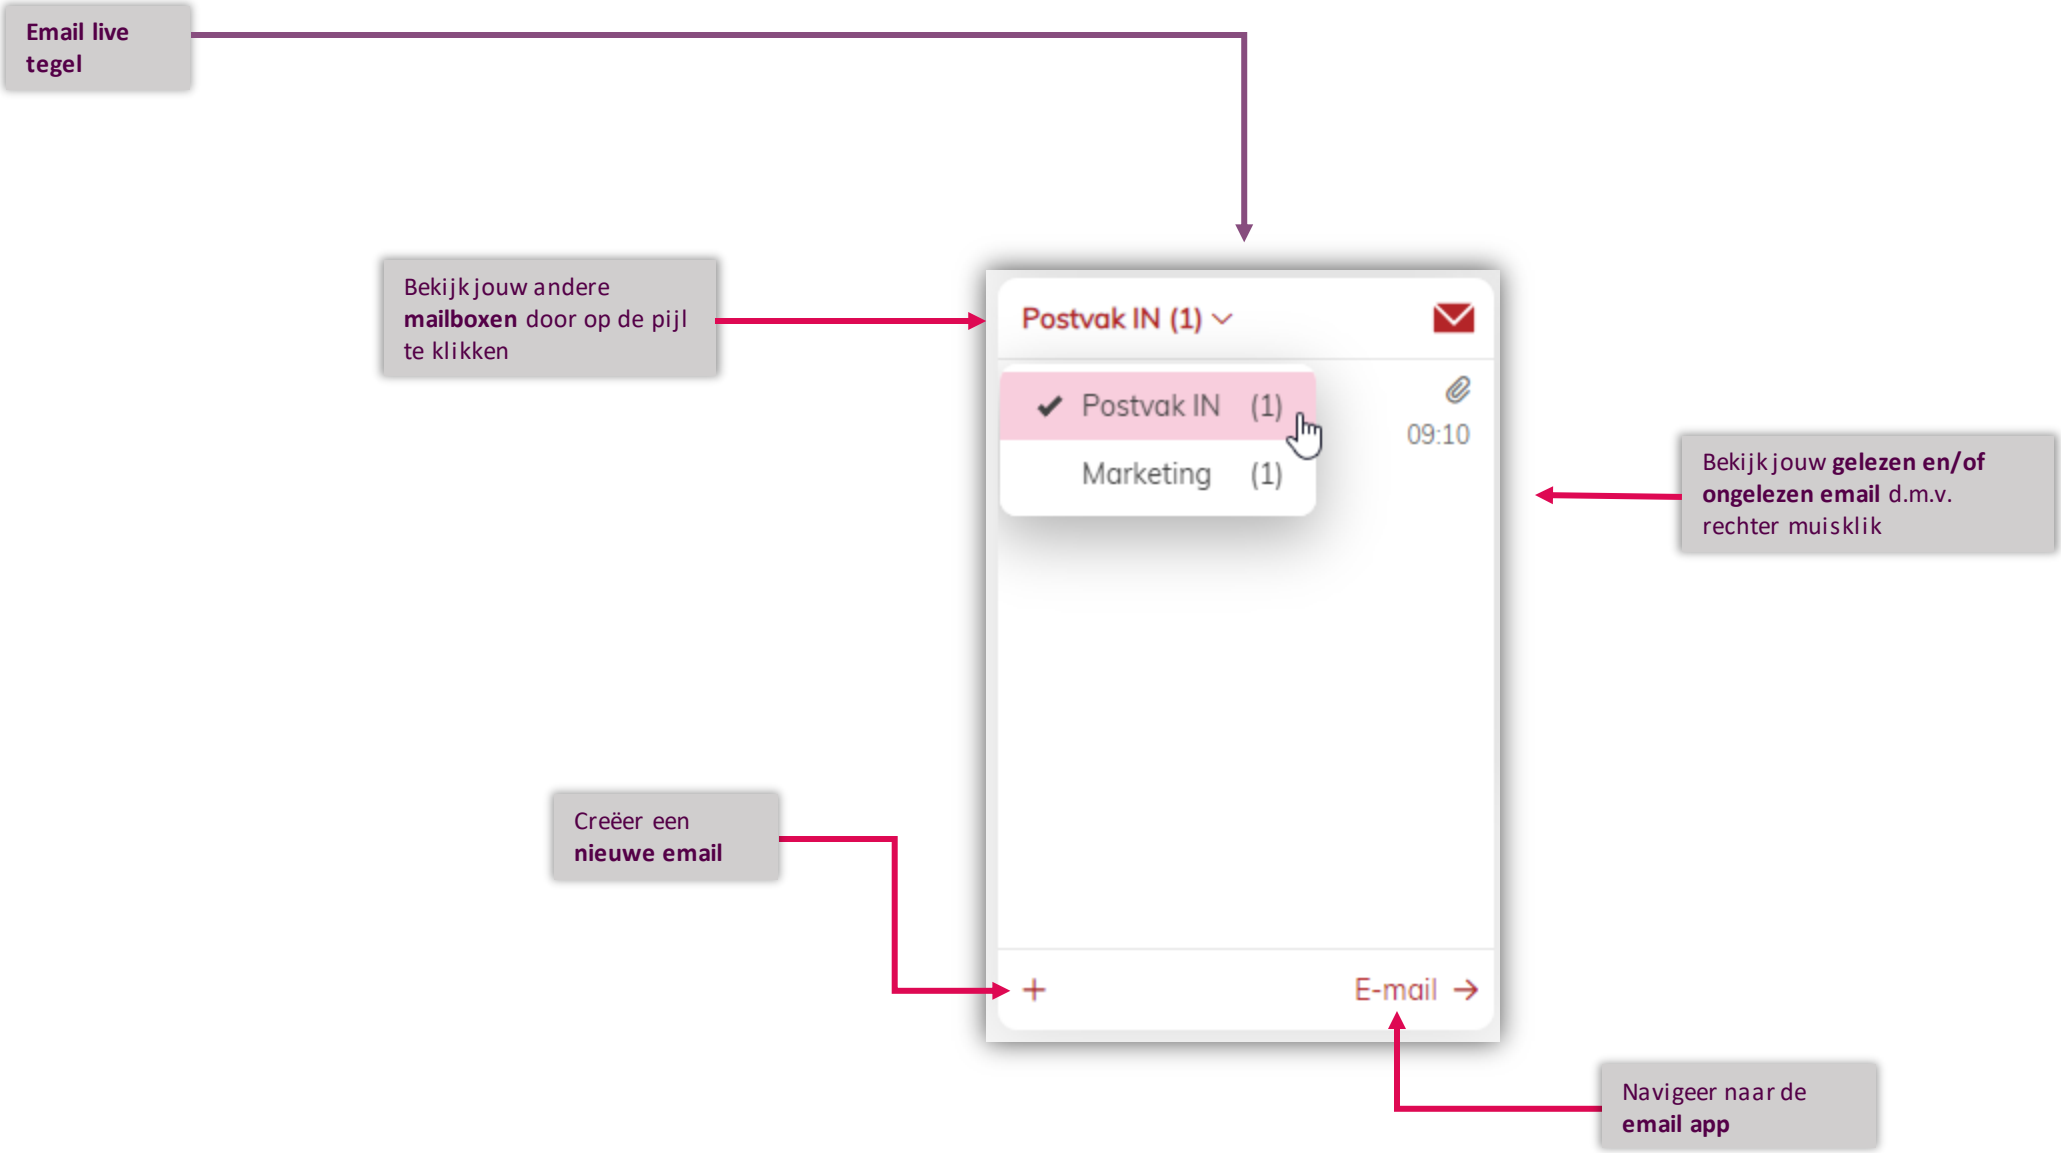 Email live
tegel
Bekijk jouw andere
mailboxen door op de pijl
te klikken
Postvak IN (1)
Postvak IN (1)
Marketing (1)
09:10
Bekijk jouw gelezen en/of
ongelezen email d.m.v.
rechter muisklik
Creëer een
nieuwe email
+ E-mail →
Navigeer naar de
email app